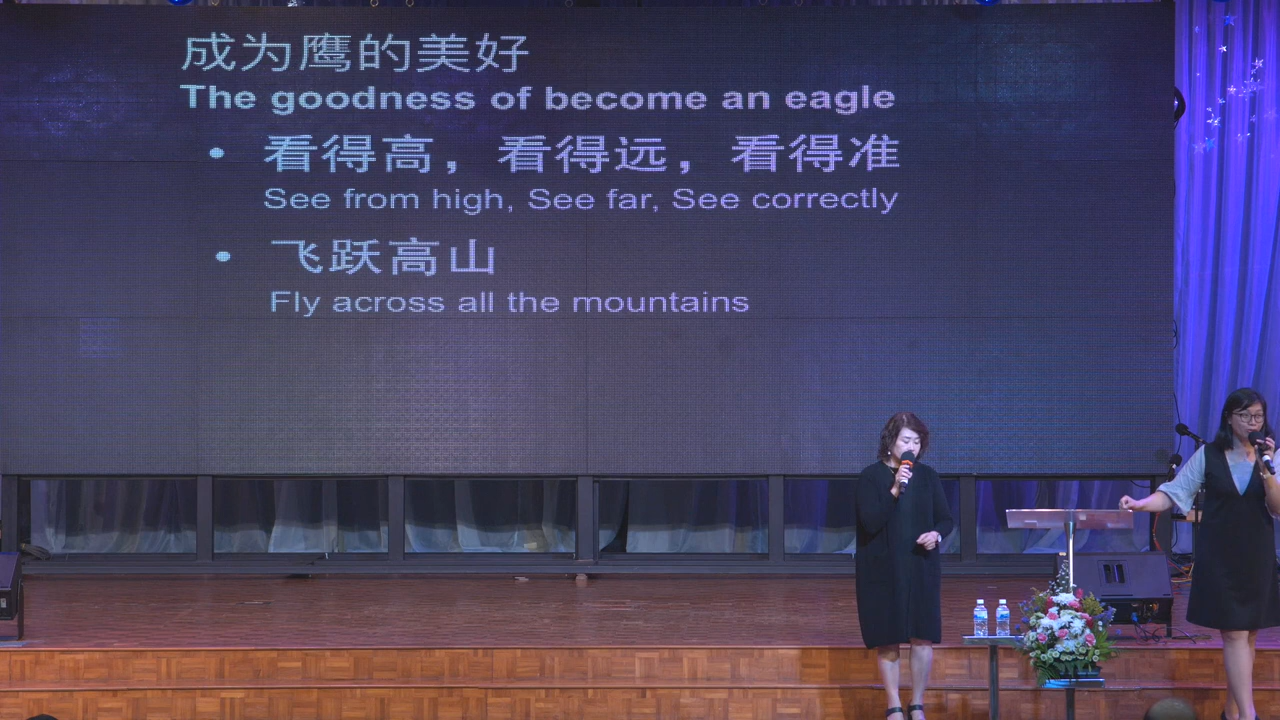 成为鹰的美好
The goodness of become an eagle
• 看得高，看得远，看得准
See from high, See far, See correctly
• 飞跃高山
Fly across all the mountains